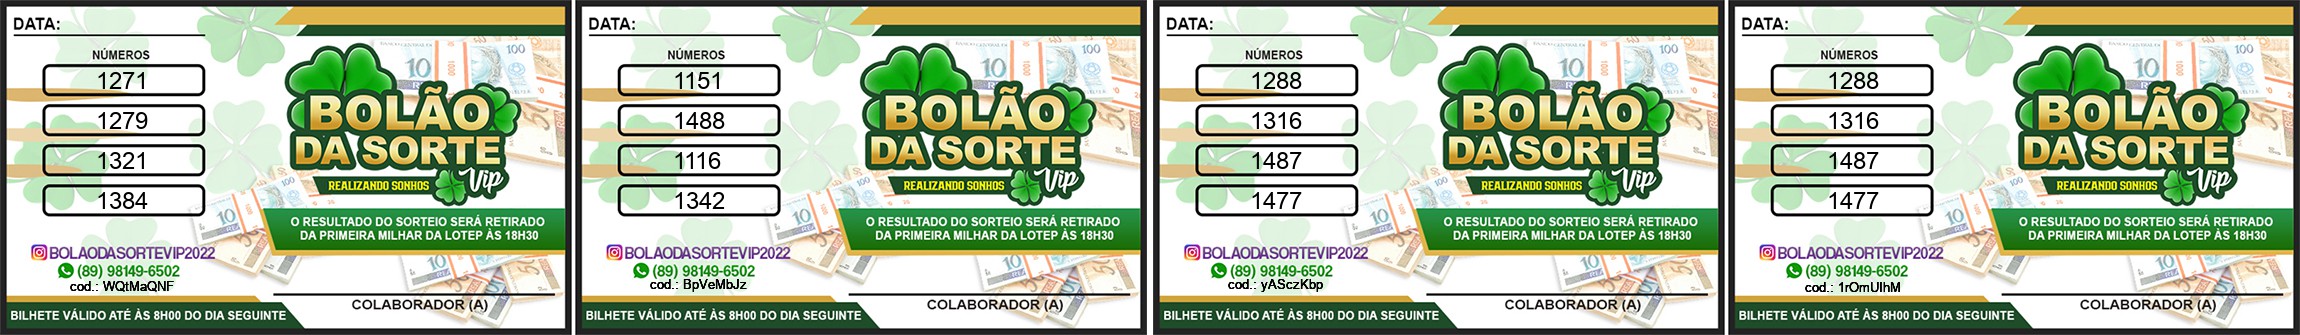 DATA:
NÚMEROS
1271
1279
1321
1384
BOLÃO
DA SORTE
REALIZANDO SONHOS Vip
O RESULTADO DO SORTEIO SERÁ RETIRADO
DA PRIMEIRA MILHAR DA LOTEP ÀS 18H30
BOLAODASORTEVIP2022
(89) 98149-6502
cod.: WQtMaQNF
COLABORADOR (A)
BILHETE VÁLIDO ATÉ ÀS 8H00 DO DIA SEGUINTE
DATA:
NÚMEROS
1151
1488
1116
1342
BOLÃO
DA SORTE
REALIZANDO SONHOS Vip
O RESULTADO DO SORTEIO SERÁ RETIRADO
DA PRIMEIRA MILHAR DA LOTEP ÀS 18H30
BOLAODASORTEVIP2022
(89) 98149-6502
cod.: BpVeMbJz
COLABORADOR (A)
BILHETE VÁLIDO ATÉ ÀS 8H00 DO DIA SEGUINTE
DATA:
NÚMEROS
1288
1316
1487
1477
BOLÃO
DA SORTE
REALIZANDO SONHOS Vip
O RESULTADO DO SORTEIO SERÁ RETIRADO
DA PRIMEIRA MILHAR DA LOTEP ÀS 18H30
BOLAODASORTEVIP2022
(89) 98149-6502
cod.: yASczKbp
COLABORADOR (A)
BILHETE VÁLIDO ATÉ ÀS 8H00 DO DIA SEGUINTE
DATA:
NÚMEROS
1288
1316
1487
1477
BOLÃO
DA SORTE
REALIZANDO SONHOS Vip
O RESULTADO DO SORTEIO SERÁ RETIRADO
DA PRIMEIRA MILHAR DA LOTEP ÀS 18H30
BOLAODASORTEVIP2022
(89) 98149-6502
cod.: 1rOmUIhM
COLABORADOR (A)
BILHETE VÁLIDO ATÉ ÀS 8H00 DO DIA SEGUINTE